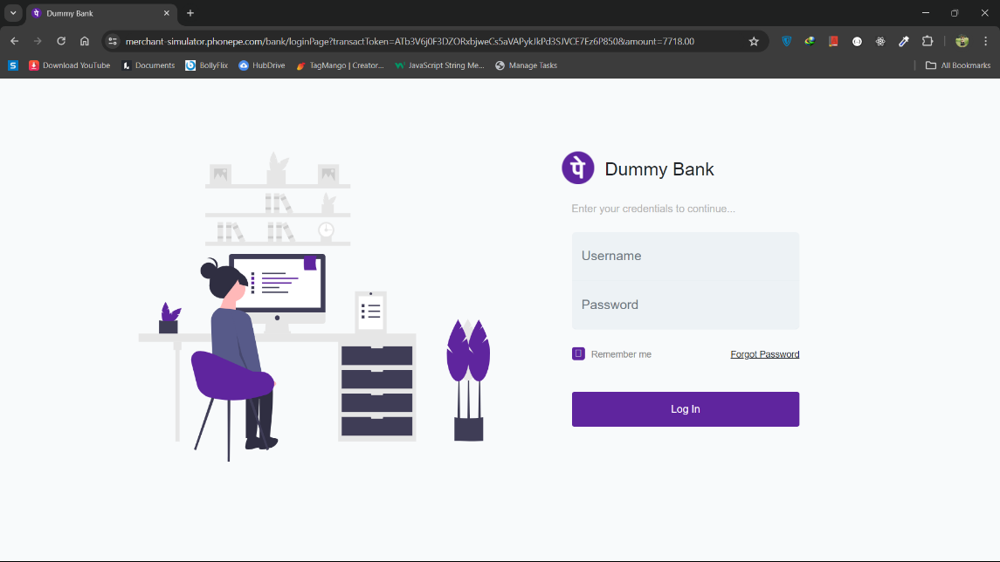 Dummy Bank
merchant-simulator.phonepe.com/bank/loginPage?transactToken=ATb3V6j0F3DZORxbjweCs5aVAPykJkPd3SJVCE7Ez6P850&amount=7718.00
S Download YouTube Documents BollyFlix HubDrive TagMango | Creator... JavaScript String Me... Manage Tasks All Bookmarks
पे Dummy Bank
Enter your credentials to continue...
Username
Password
Remember me Forgot Password
Log In